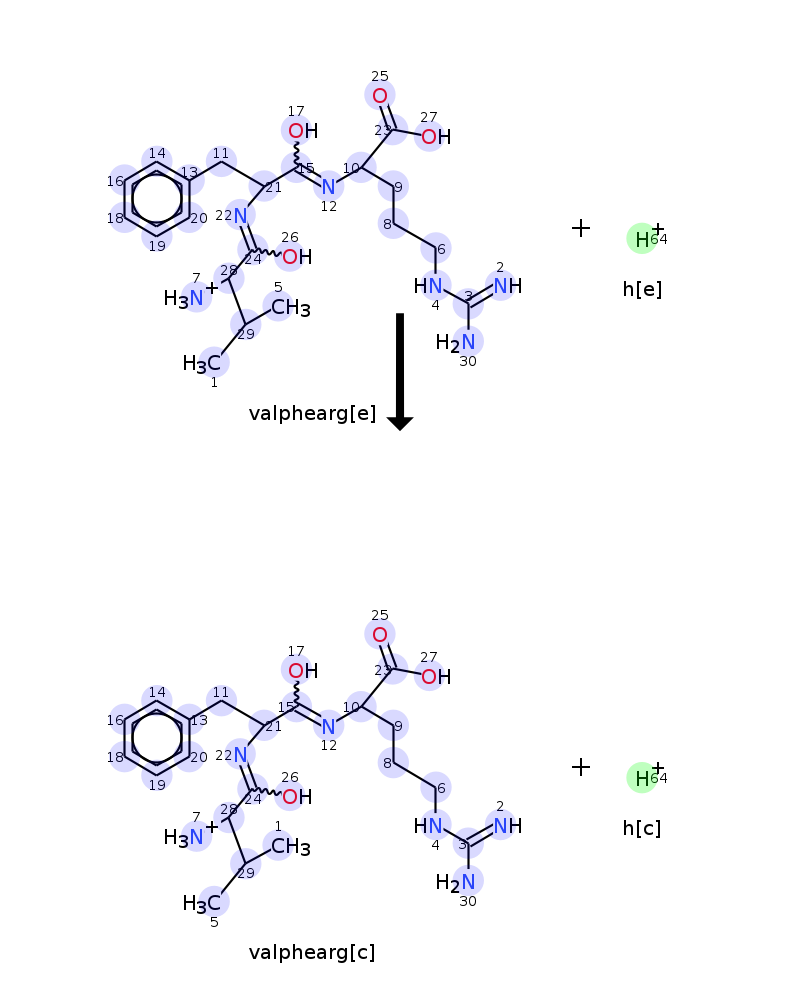 25
O
17
OH
23
27
OH
14
11
15
10
16
13
21
N
12
9
18
20
22
N
8
19
26
24
OH
6
7
H3N+
28
5
CH3
HN
4
3
2
NH
29
H2N
30
H3C
1
valphearg[e]
+
H64+
h[e]
25
O
17
OH
23
27
OH
14
11
15
10
16
13
21
N
12
9
18
20
22
N
8
19
26
24
OH
6
7
H3N+
28
1
CH3
HN
4
3
2
NH
29
H2N
30
H3C
5
valphearg[c]
+
H64+
h[c]